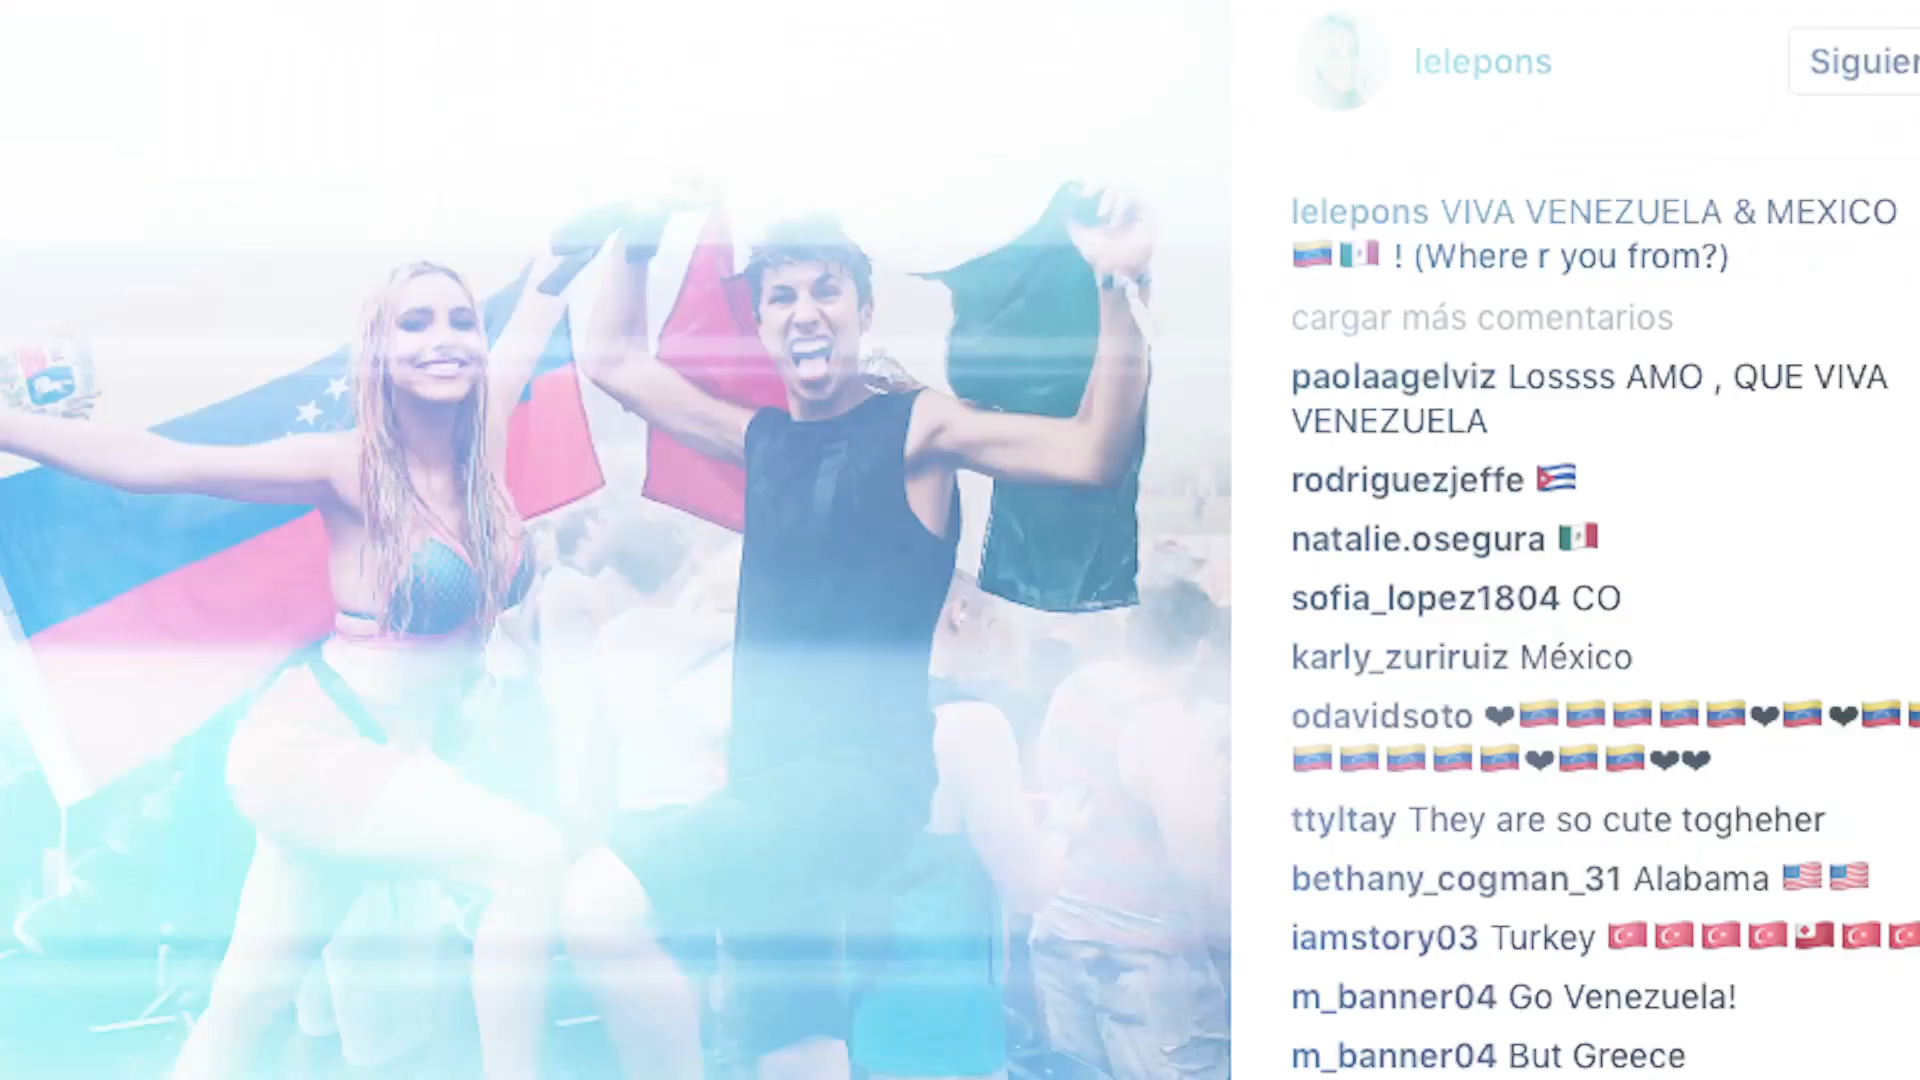 lelepons
Siguien
lelepons VIVA VENEZUELA & MEXICO
🇻🇪🇲🇽 ! (Where r you from?)
cargar más comentarios
paolaagelviz Lossss AMO , QUE VIVA
VENEZUELA
rodriguezjeffe 🇨🇺
natalie.osegura 🇲🇽
sofia_lopez1804 CO
karly_zuriruiz México
odavidsoto ❤🇻🇪🇻🇪🇻🇪🇻🇪🇻🇪❤🇻🇪❤🇻🇪🇻🇪
🇻🇪🇻🇪🇻🇪🇻🇪🇻🇪❤🇻🇪🇻🇪❤❤
ttyltay They are so cute togheher
bethany_cogman_31 Alabama 🇺🇸🇺🇸
iamstory03 Turkey 🇹🇷🇹🇷🇹🇷🇹🇷🇹🇴🇹🇷🇹🇷
m_banner04 Go Venezuela!
m_banner04 But Greece